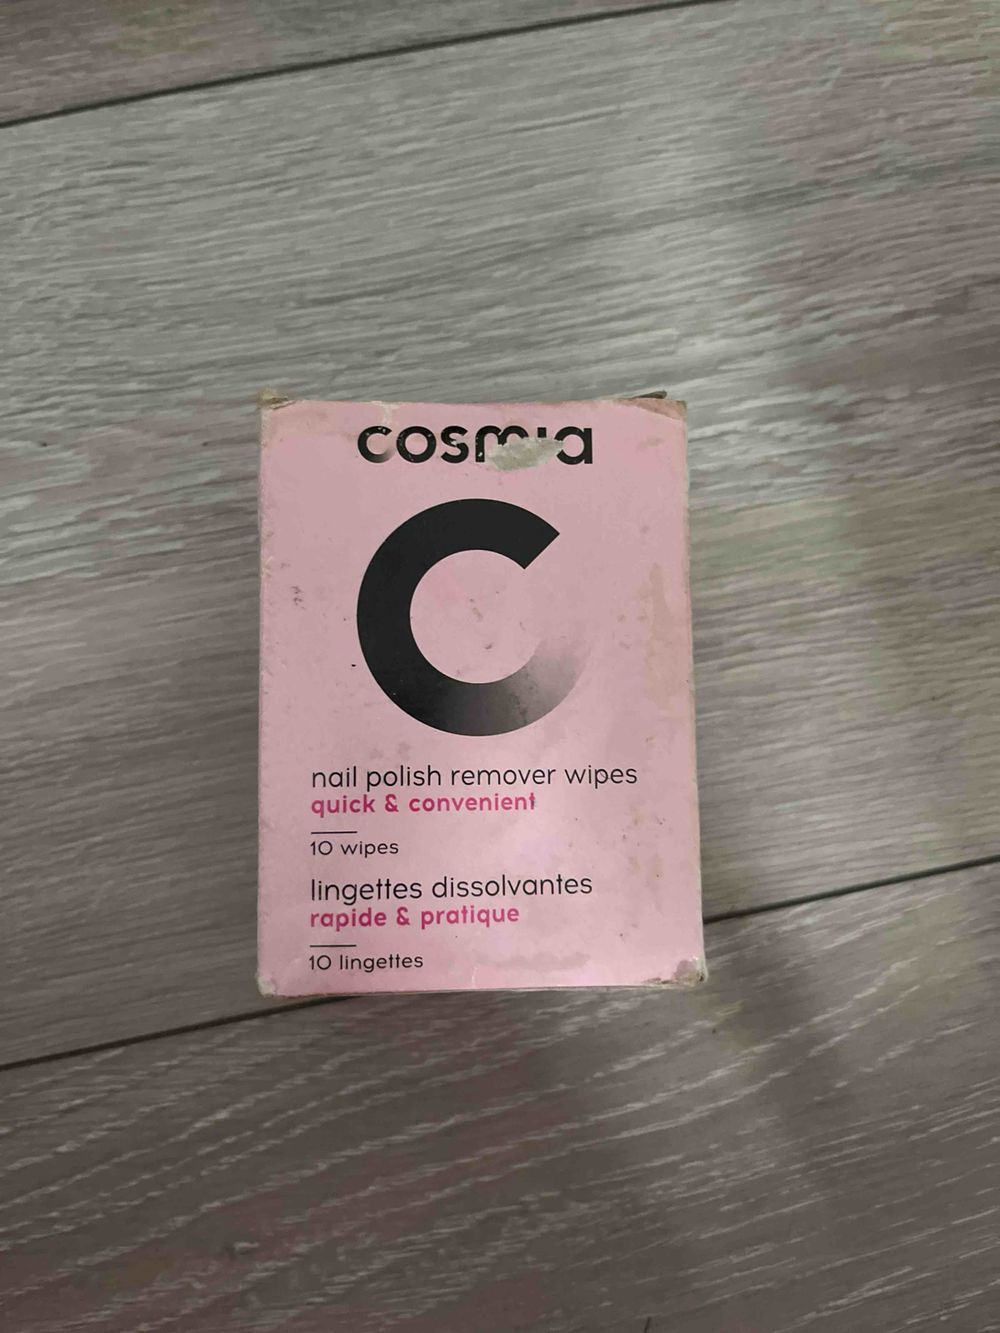 cosmia
nail polish remover wipes
quick & convenient
10 wipes
lingettes dissolvantes
rapide & pratique
10 lingettes